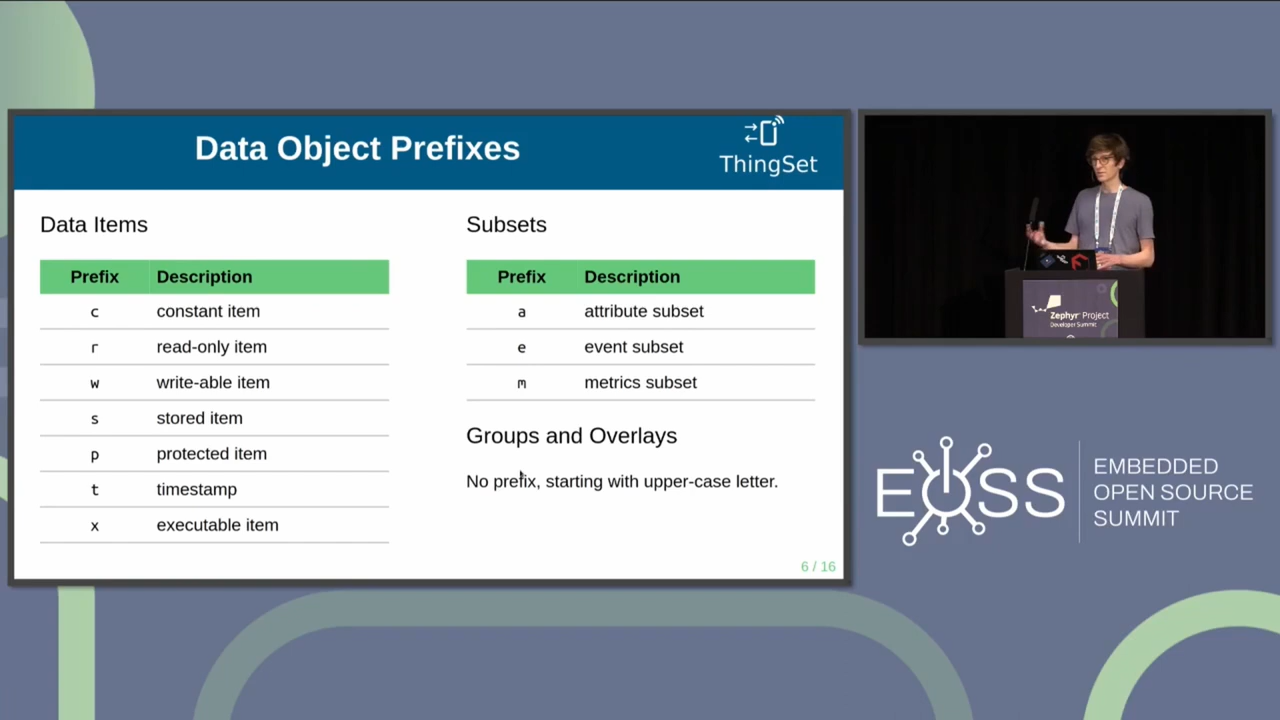 Data Object Prefixes
ThingSet
Data Items
Prefix Description
c constant item
r read-only item
w write-able item
s stored item
p protected item
t timestamp
x executable item
Subsets
Prefix Description
a attribute subset
e event subset
m metrics subset
Groups and Overlays
No prefix, starting with upper-case letter.
6 / 16
Zephyr Project
Developer Summit
EOSS
EMBEDDED
OPEN SOURCE
SUMMIT